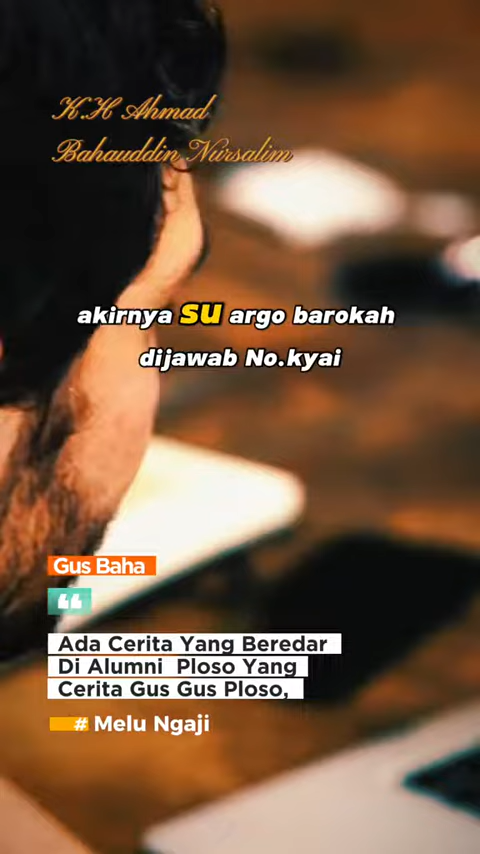 K.H Ahmad
Bahauddin Nursalim
akirnya su argo barokah
dijawab No.kyai
Gus Baha
Ada Cerita Yang Beredar
Di Alumni Ploso Yang
Cerita Gus Gus Ploso,
# Melu Ngaji